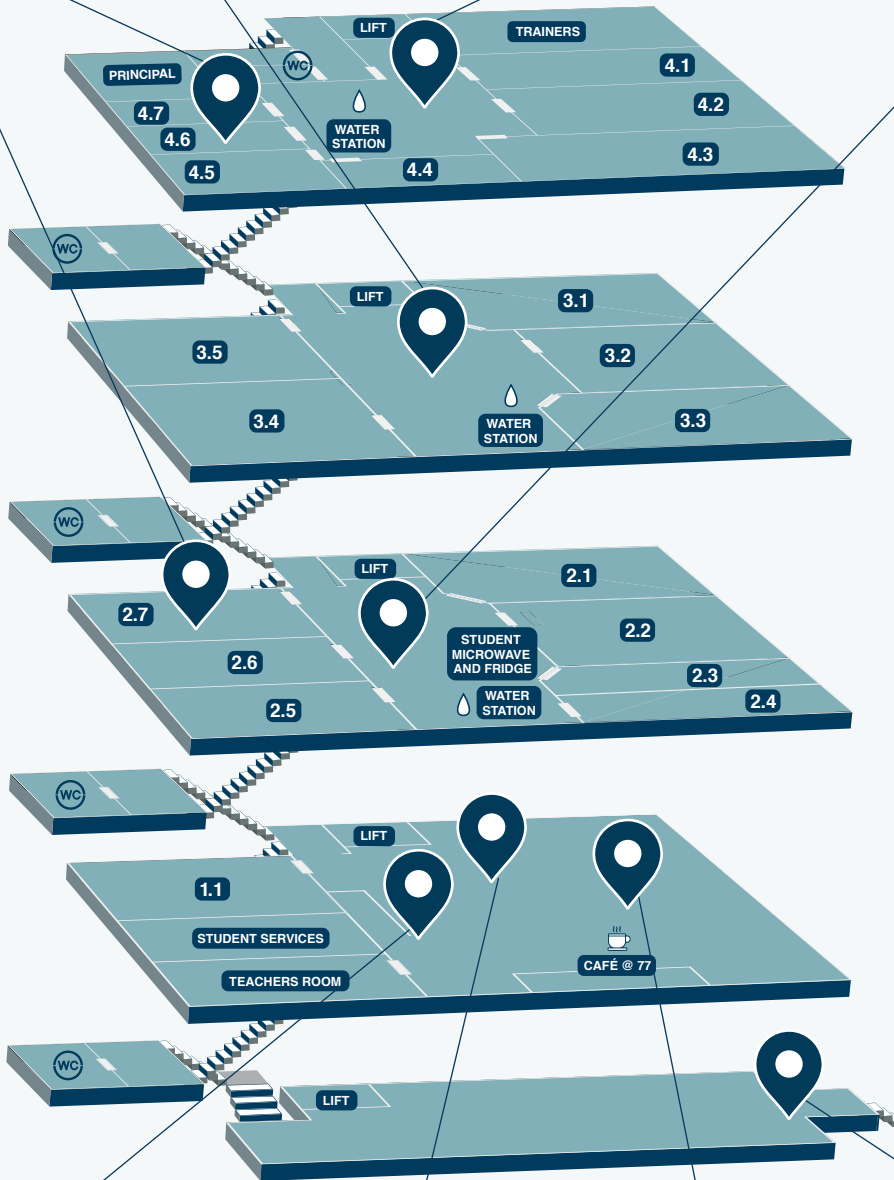 LIFT
TRAINERS
WC
PRINCIPAL
4.1
4.7
4.2
4.6
WATER
STATION
4.5
4.4
4.3
WC
LIFT
3.1
3.5
3.2
3.4
WATER
STATION
3.3
WC
LIFT
2.1
2.7
STUDENT
MICROWAVE
AND FRIDGE
2.2
2.6
2.3
2.5
WATER
STATION
2.4
WC
LIFT
1.1
STUDENT SERVICES
CAFÉ @ 77
TEACHERS ROOM
WC
LIFT